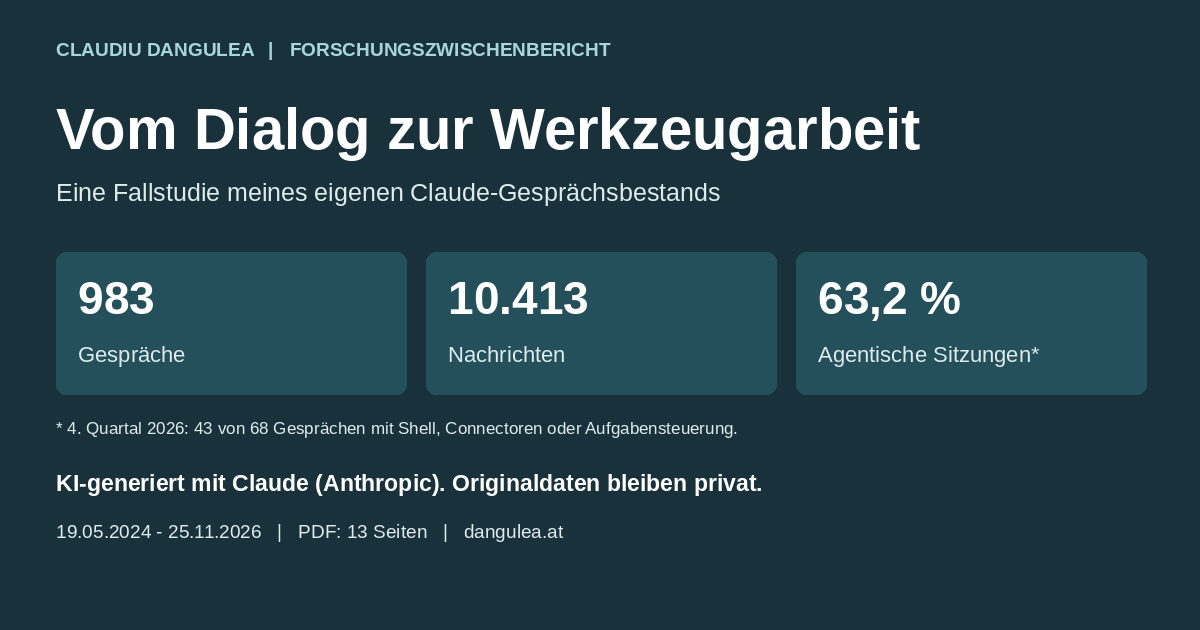 CLAUDIU DANGULEA | FORSCHUNGSZWISCHENBERICHT
Vom Dialog zur Werkzeugarbeit
Eine Fallstudie meines eigenen Claude-Gesprächsbestands
983
Gespräche
10.413
Nachrichten
63,2 %
Agentische Sitzungen*
* 4. Quartal 2026: 43 von 68 Gesprächen mit Shell, Connectoren oder Aufgabensteuerung.
KI-generiert mit Claude (Anthropic). Originaldaten bleiben privat.
19.05.2024 - 25.11.2026 | PDF: 13 Seiten | dangulea.at